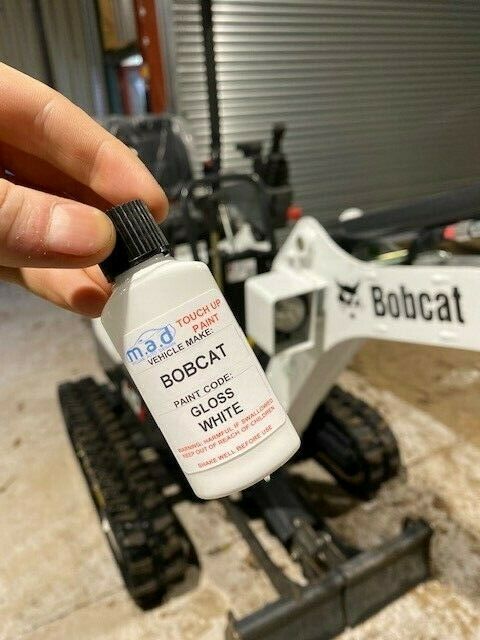 m.a.d
TOUCH UP
PAINT
VEHICLE MAKE:
BOBCAT
PAINT CODE:
GLOSS
WHITE
WARNING, HARMFUL IF SWALLOWED
KEEP OUT OF REACH OF CHILDREN
SHAKE WELL BEFORE USE
Bobcat